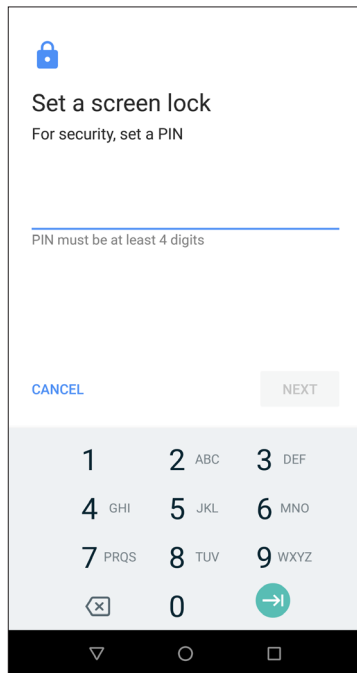 Set a screen lock
For security, set a PIN
PIN must be at least 4 digits
CANCEL NEXT
1 2 ABC 3 DEF
4 GHI 5 JKL 6 MNO
7 PRQS 8 TUV 9 WXYZ
0